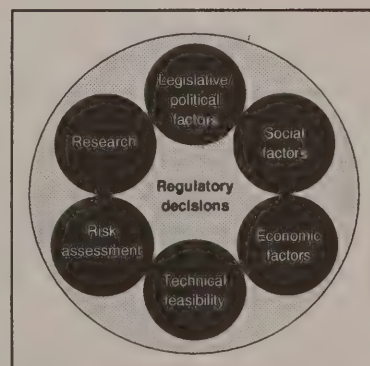 Legislative/
political
factors
Research
Social
factors
Regulatory
decisions
Risk
assessment
Economic
factors
Technical
feasibility